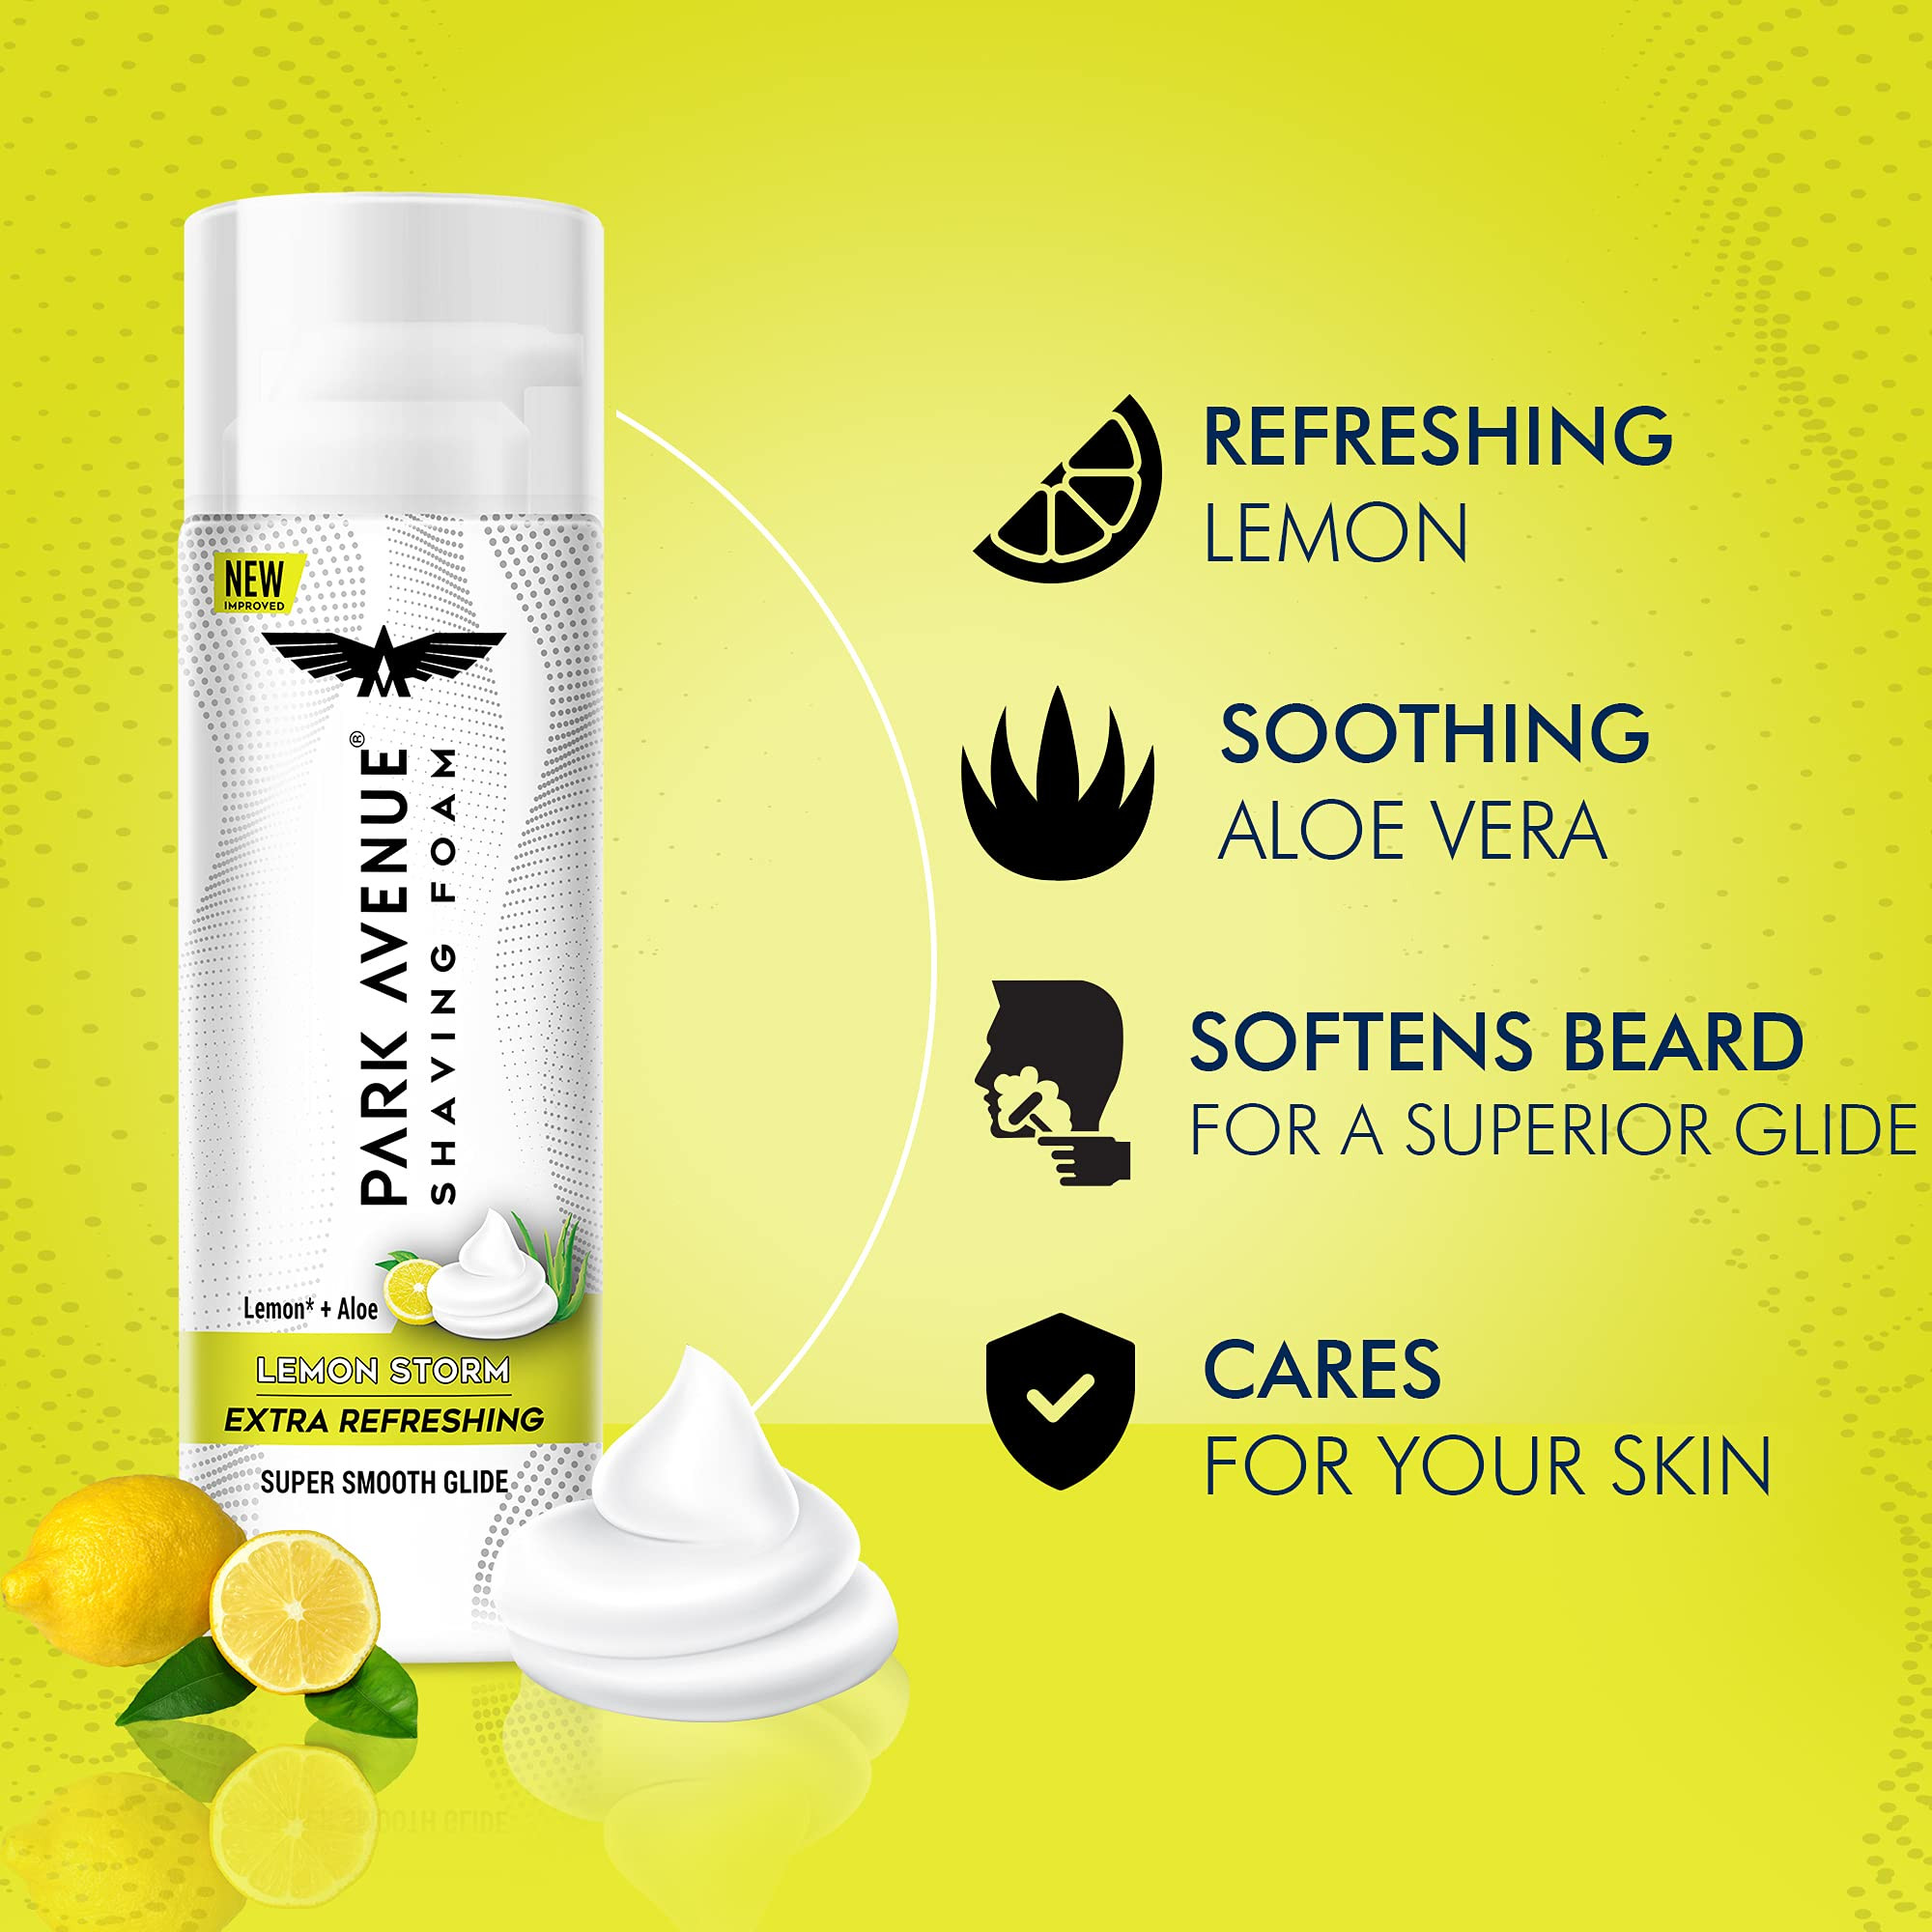 NEW
IMPROVED
PARK AVENUE®
SHAVING FOAM
Lemon* + Aloe
LEMON STORM
EXTRA REFRESHING
SUPER SMOOTH GLIDE
REFRESHING
LEMON
SOOTHING
ALOE VERA
SOFTENS BEARD
FOR A SUPERIOR GLIDE
CARES
FOR YOUR SKIN